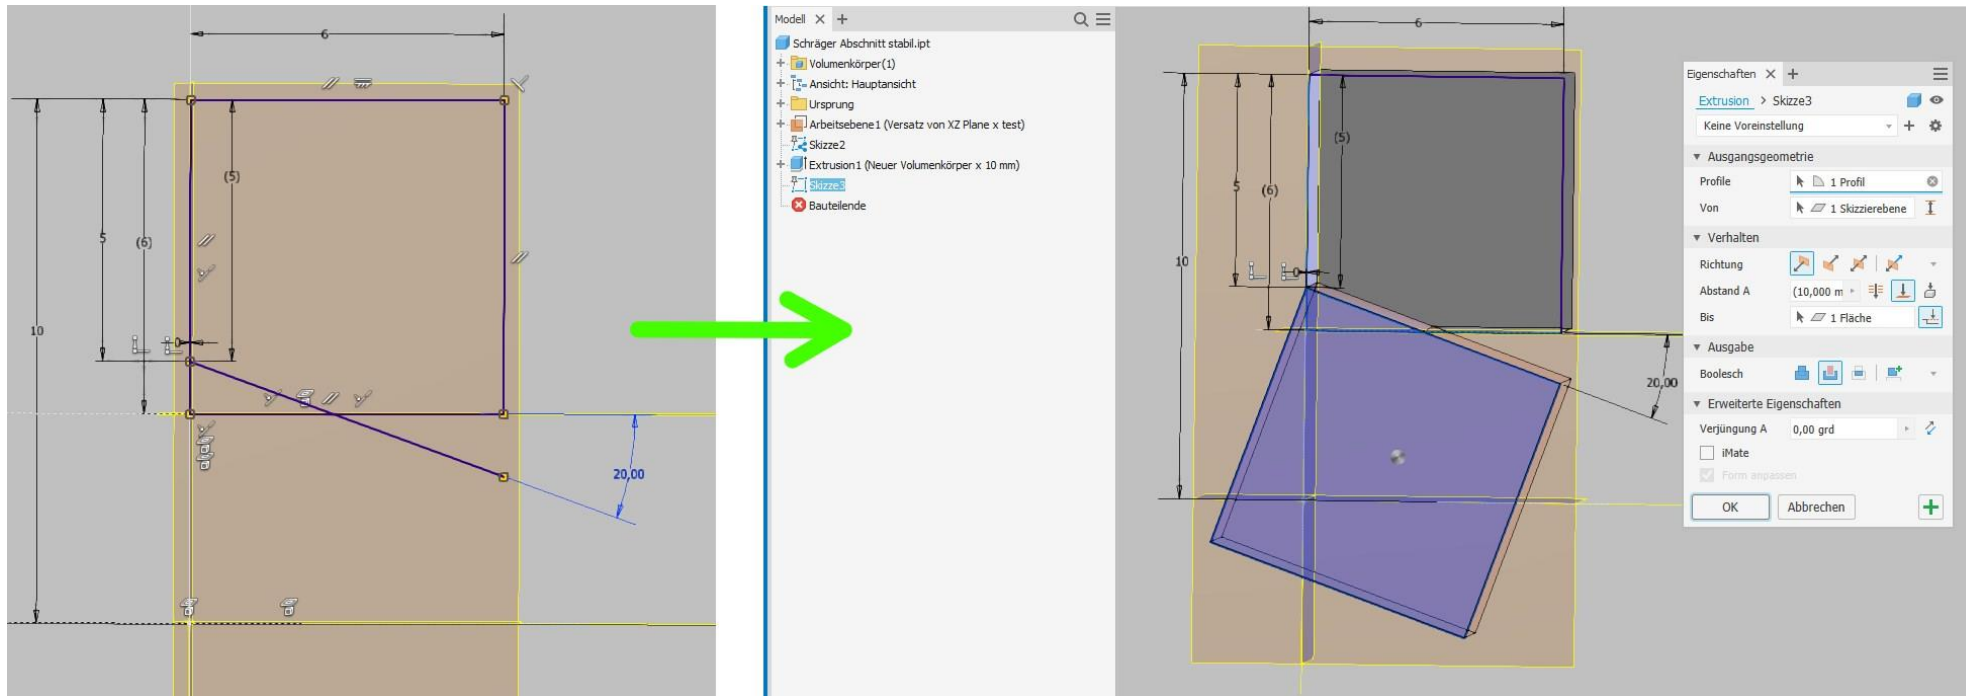 6
(5)
5
(6)
10
20,00
Modell
Schräger Abschnitt stabil.ipt
Volumenkörper(1)
Ansicht: Hauptansicht
Ursprung
Arbeitsebene1 (Versatz von XZ Plane x test)
Skizze2
Extrusion1 (Neuer Volumenkörper x 10 mm)
Skizze3
Bauteilende
6
(5)
5
(6)
10
20,00
Eigenschaften
Extrusion > Skizze3
Keine Voreinstellung
Ausgangsgeometrie
Profile 1 Profil
Von 1 Skizzierebene
Verhalten
Richtung
Abstand A (10,000 m
Bis 1 Fläche
Ausgabe
Boolesch
Erweiterte Eigenschaften
Verjüngung A 0,00 grd
iMate
Form anpassen
OK Abbrechen